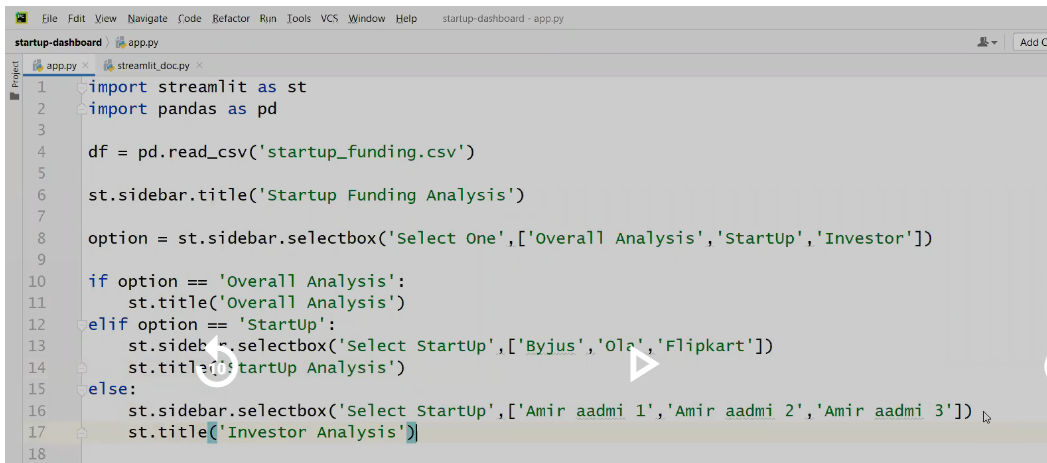 File Edit View Navigate Code Refactor Run Tools VCS Window Help startup-dashboard - app.py
startup-dashboard app.py Add C
app.py streamlit_doc.py
Project
1 import streamlit as st
2 import pandas as pd
3
4 df = pd.read_csv('startup_funding.csv')
5
6 st.sidebar.title('Startup Funding Analysis')
7
8 option = st.sidebar.selectbox('Select One',['Overall Analysis','StartUp','Investor'])
9
10 if option == 'Overall Analysis':
11 st.title('Overall Analysis')
12 elif option == 'StartUp':
13 st.sidebar.selectbox('Select StartUp',['Byjus','Ola','Flipkart'])
14 st.title('StartUp Analysis')
15 else:
16 st.sidebar.selectbox('Select StartUp',['Amir aadmi 1','Amir aadmi 2','Amir aadmi 3'])
17 st.title('Investor Analysis')
18
10